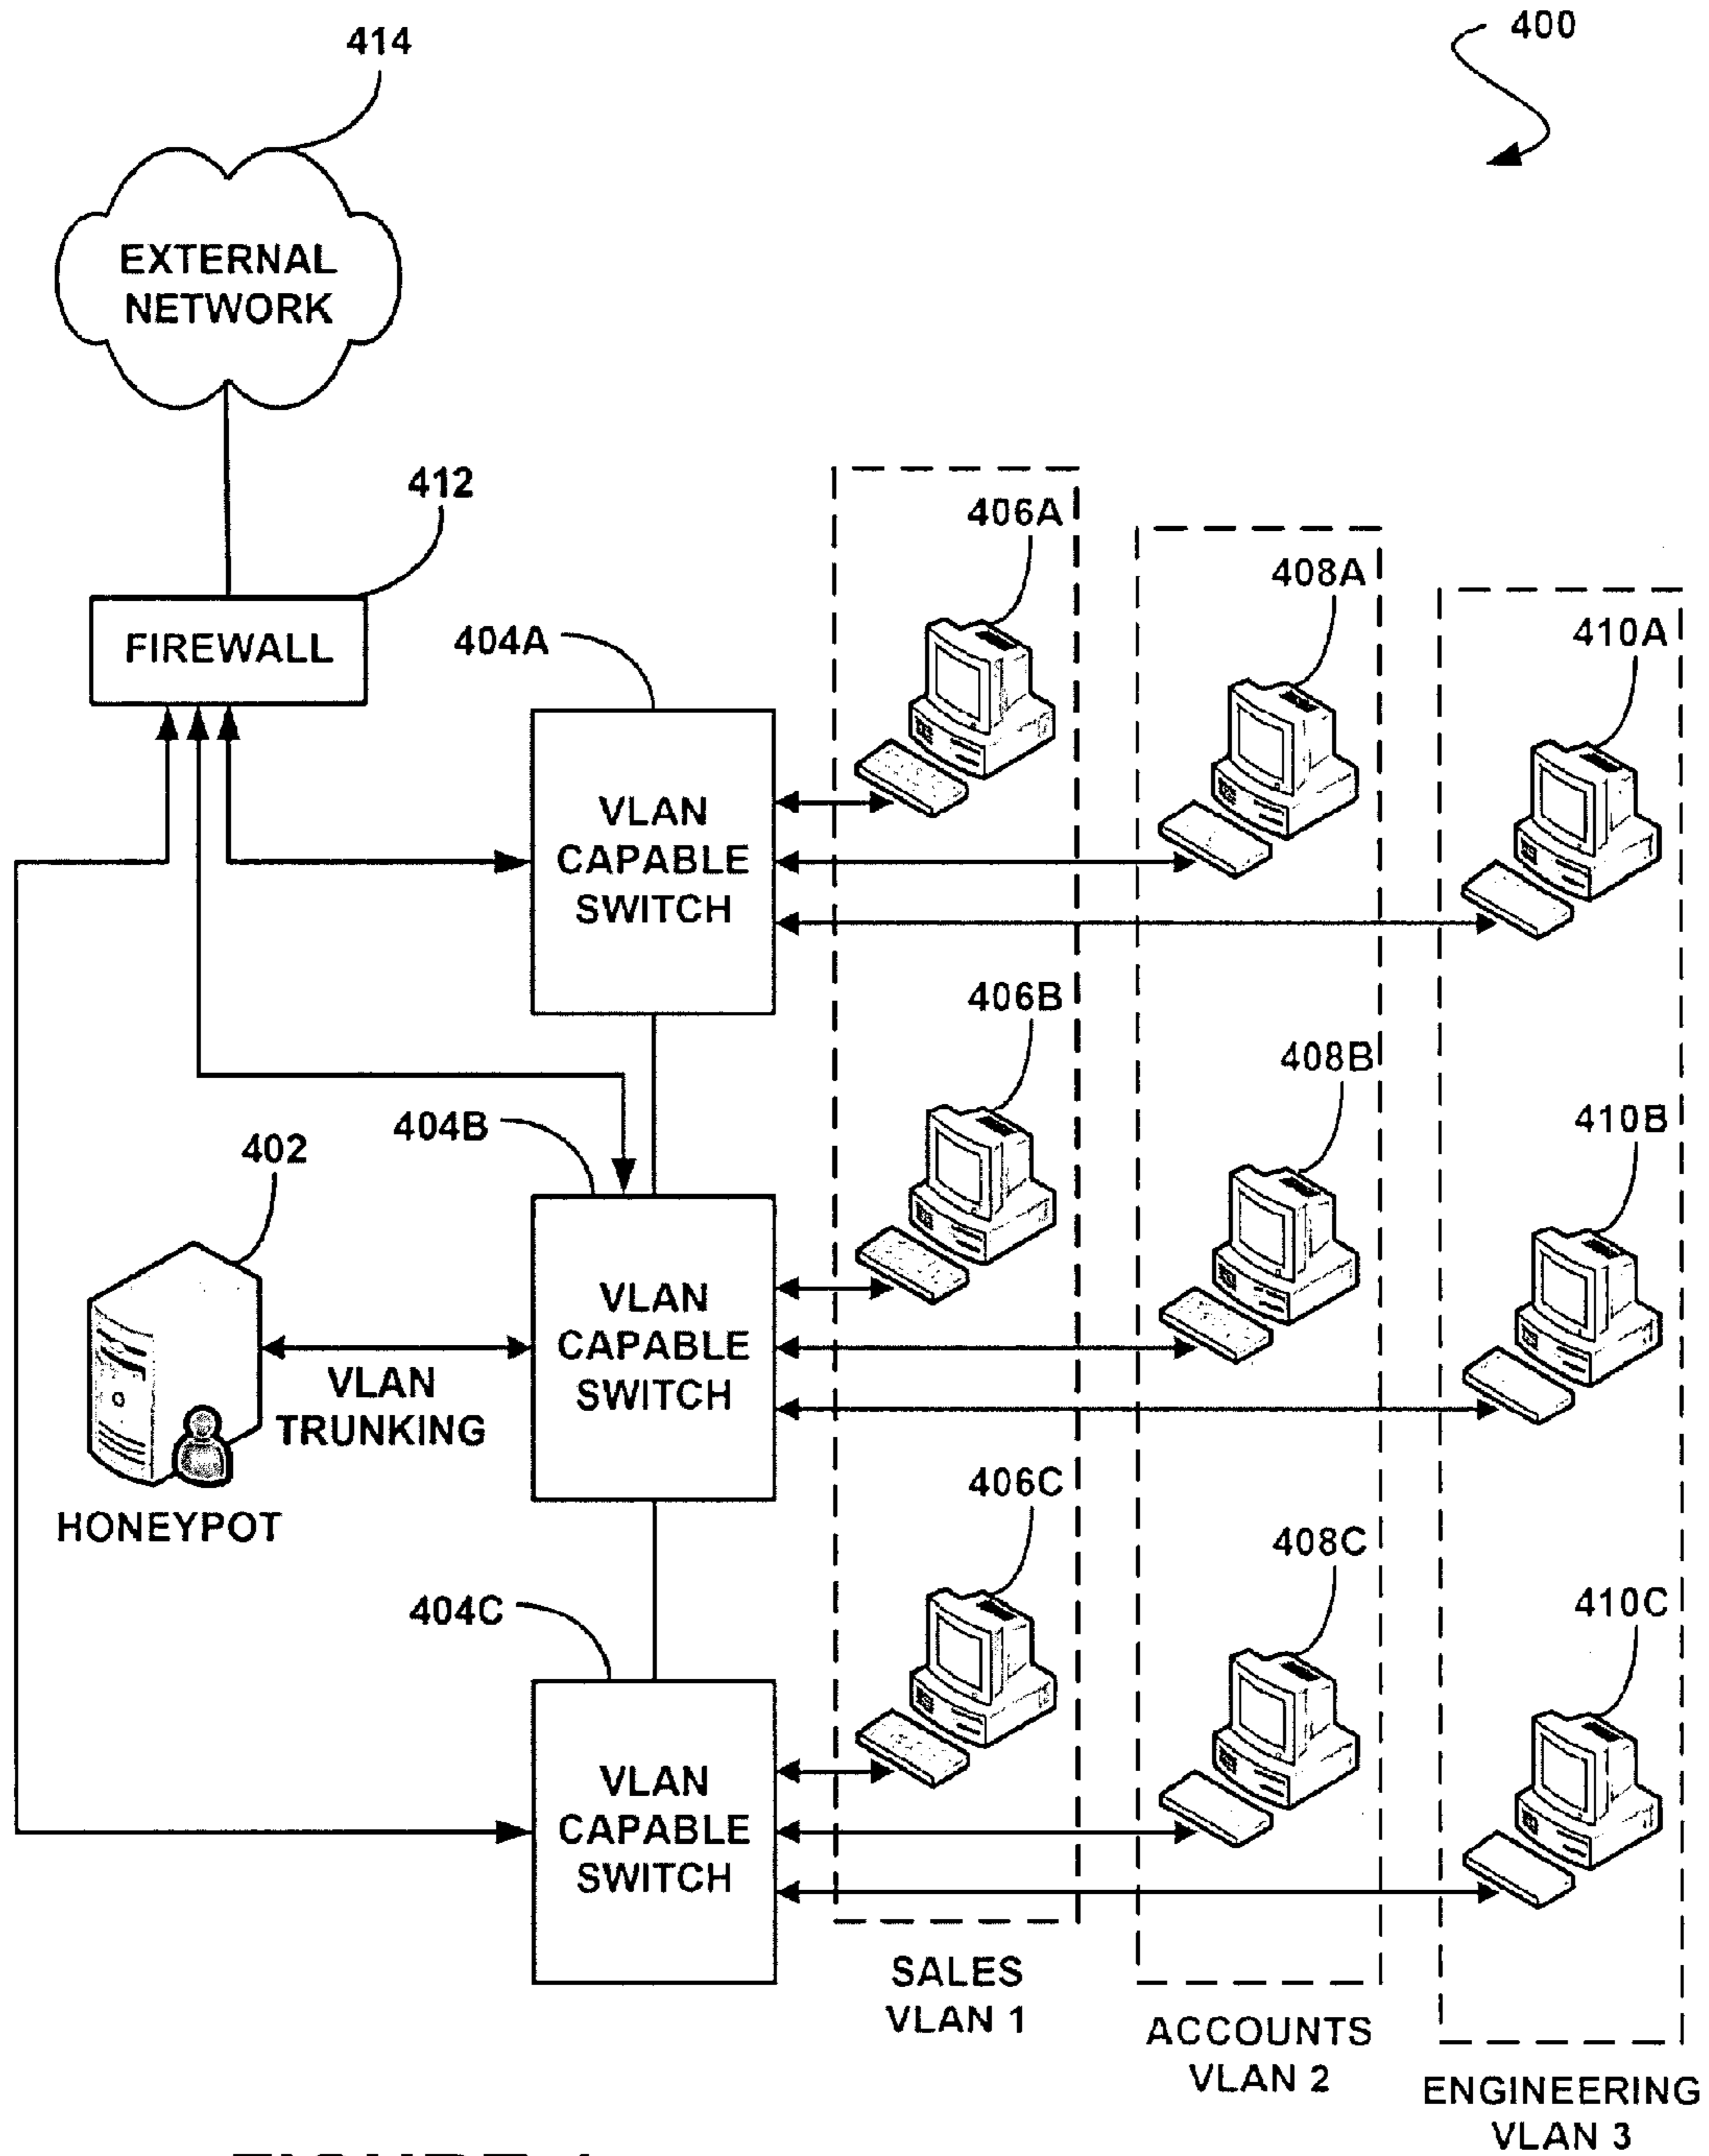 400
414
EXTERNAL
NETWORK
412
FIREWALL
404A
VLAN
CAPABLE
SWITCH
406A
408A
410A
404B
VLAN
CAPABLE
SWITCH
406B
408B
410B
402
VLAN
TRUNKING
HONEYPOT
404C
VLAN
CAPABLE
SWITCH
406C
408C
410C
SALES
VLAN 1
ACCOUNTS
VLAN 2
ENGINEERING
VLAN 3